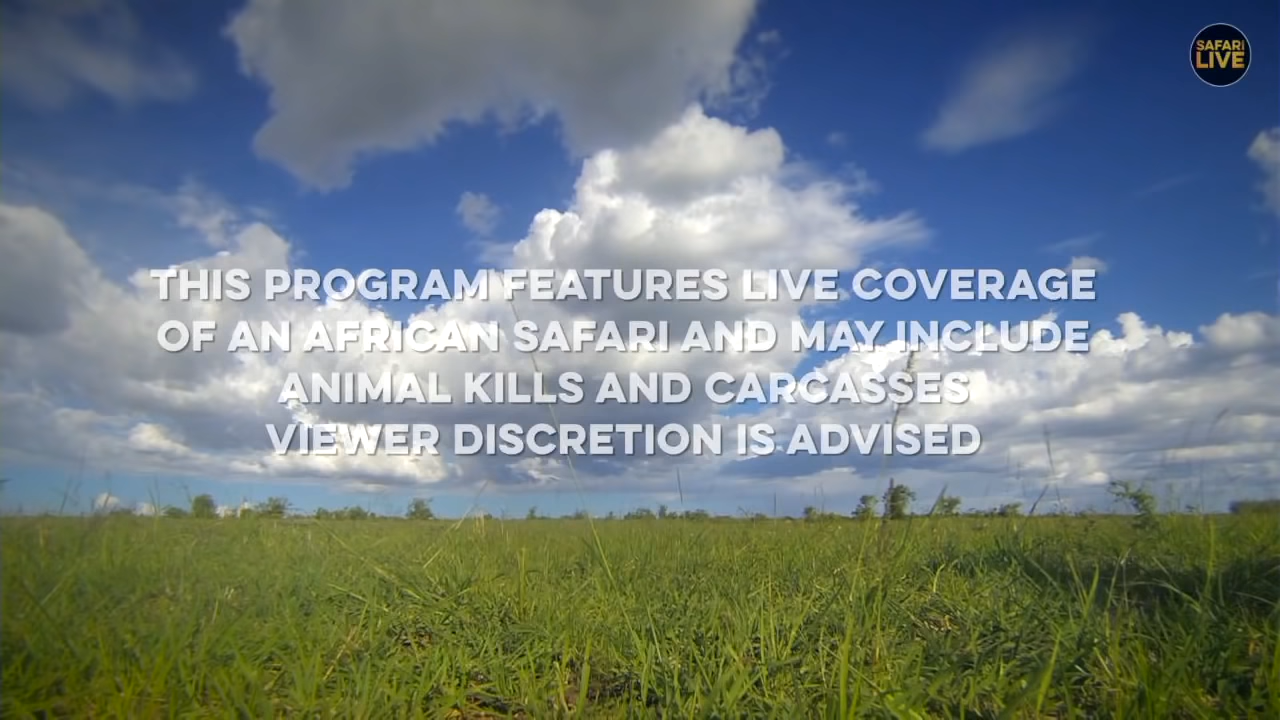 SAFARI
LIVE
THIS PROGRAM FEATURES LIVE COVERAGE
OF AN AFRICAN SAFARI AND MAY INCLUDE
ANIMAL KILLS AND CARCASSES
VIEWER DISCRETION IS ADVISED